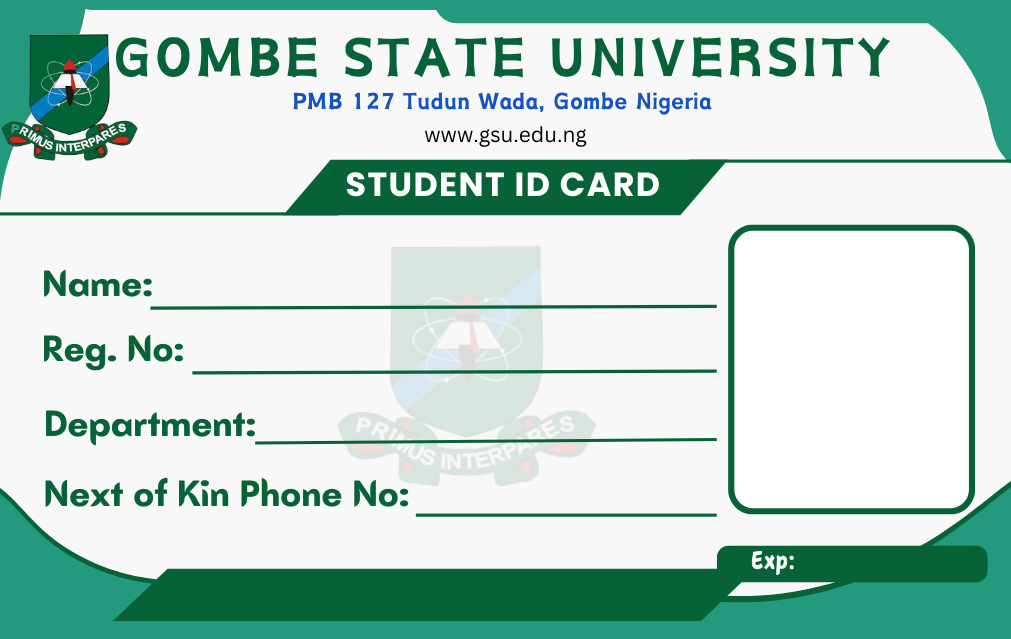 GOMBE STATE UNIVERSITY
PMB 127 Tudun Wada, Gombe Nigeria
www.gsu.edu.ng
PRIMUS INTERPARES
STUDENT ID CARD
Name:
Reg. No:
Department:
PRIMUS INTERPARES
Next of Kin Phone No:
Exp: